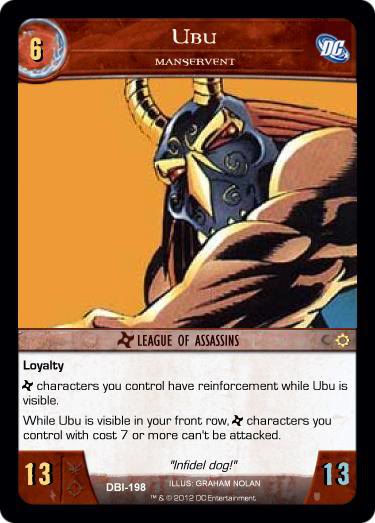 6
Ubu
MANSERVENT
DC
LEAGUE OF ASSASSINS
Loyalty
characters you control have reinforcement while Ubu is
visible.
While Ubu is visible in your front row, characters you
control with cost 7 or more can't be attacked.
"Infidel dog!"
13
DBI-198
ILLUS: GRAHAM NOLAN
13
™ & © 2012 DC Entertainment